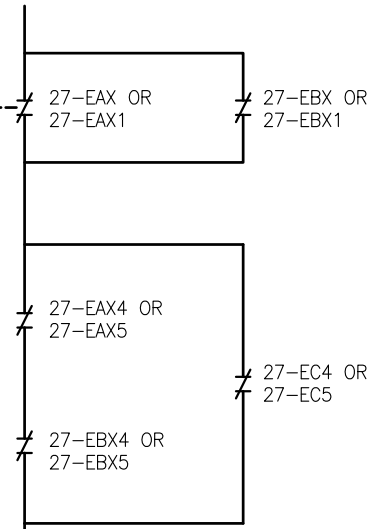 27-EAX OR
27-EAX1
27-EBX OR
27-EBX1
27-EAX4 OR
27-EAX5
27-EC4 OR
27-EC5
27-EBX4 OR
27-EBX5